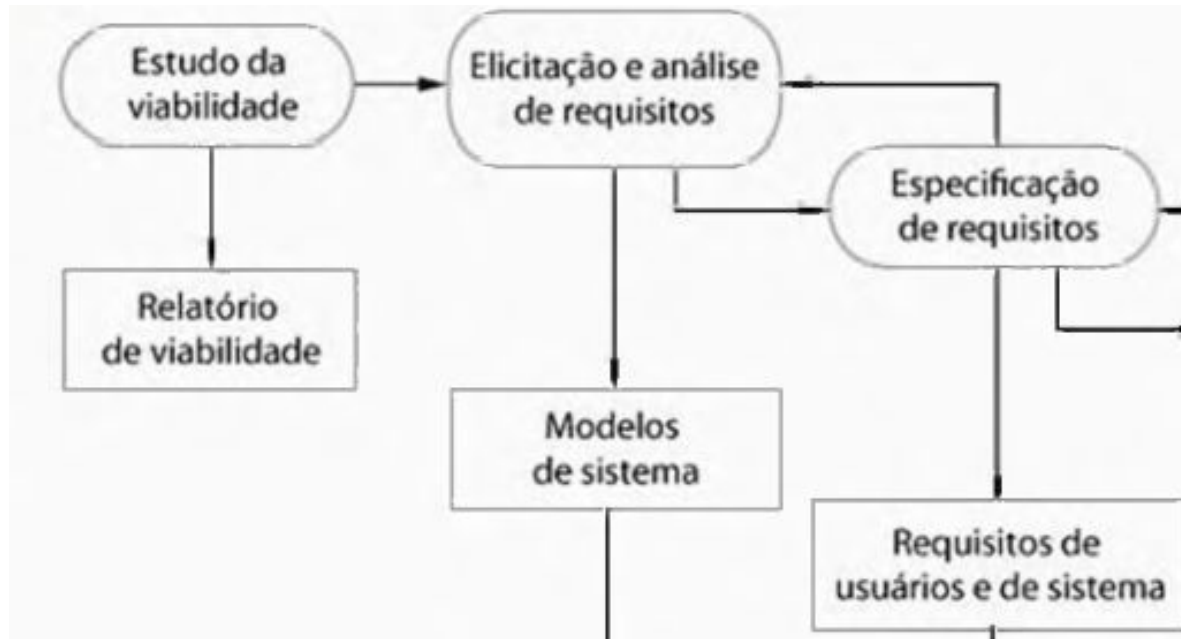 Estudo da
viabilidade
Elicitação e análise
de requisitos
Especificação
de requisitos
Relatório
de viabilidade
Modelos
de sistema
Requisitos de
usuários e de sistema